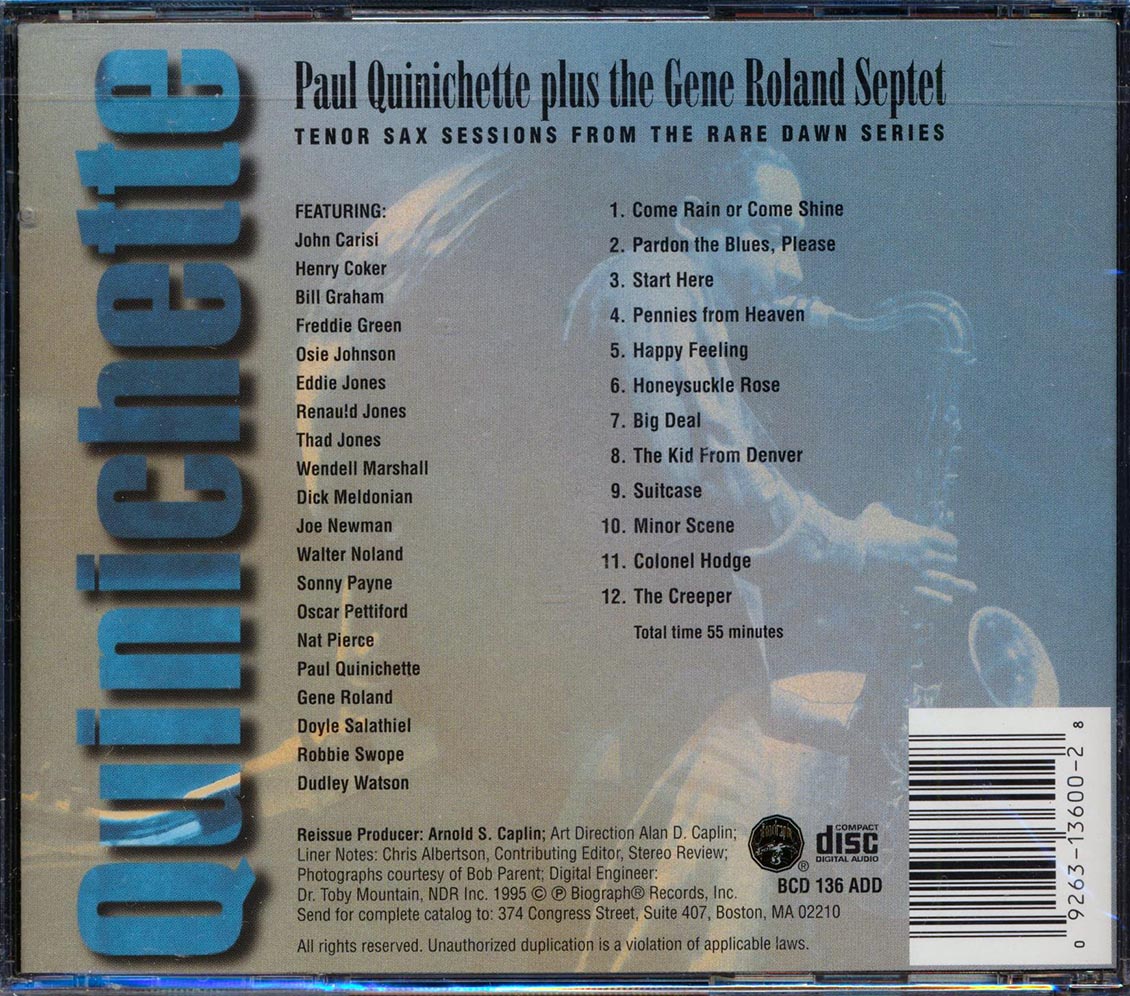 Quinichette
Paul Quinichette plus the Gene Roland Septet
TENOR SAX SESSIONS FROM THE RARE DAWN SERIES
FEATURING:
John Carisi
Henry Coker
Bill Graham
Freddie Green
Osie Johnson
Eddie Jones
Renauld Jones
Thad Jones
Wendell Marshall
Dick Meldonian
Joe Newman
Walter Noland
Sonny Payne
Oscar Pettiford
Nat Pierce
Paul Quinichette
Gene Roland
Doyle Salathiel
Robbie Swope
Dudley Watson
1. Come Rain or Come Shine
2. Pardon the Blues, Please
3. Start Here
4. Pennies from Heaven
5. Happy Feeling
6. Honeysuckle Rose
7. Big Deal
8. The Kid From Denver
9. Suitcase
10. Minor Scene
11. Colonel Hodge
12. The Creeper
Total time 55 minutes
Reissue Producer: Arnold S. Caplin; Art Direction Alan D. Caplin;
Liner Notes: Chris Albertson, Contributing Editor, Stereo Review;
Photographs courtesy of Bob Parent; Digital Engineer:
Dr. Toby Mountain, NDR Inc. 1995 © ℗ Biograph® Records, Inc.
Send for complete catalog to: 374 Congress Street, Suite 407, Boston, MA 02210
All rights reserved. Unauthorized duplication is a violation of applicable laws.
®
COMPACT
disc
DIGITAL AUDIO
BCD 136 ADD
0 9263-13600-2 8